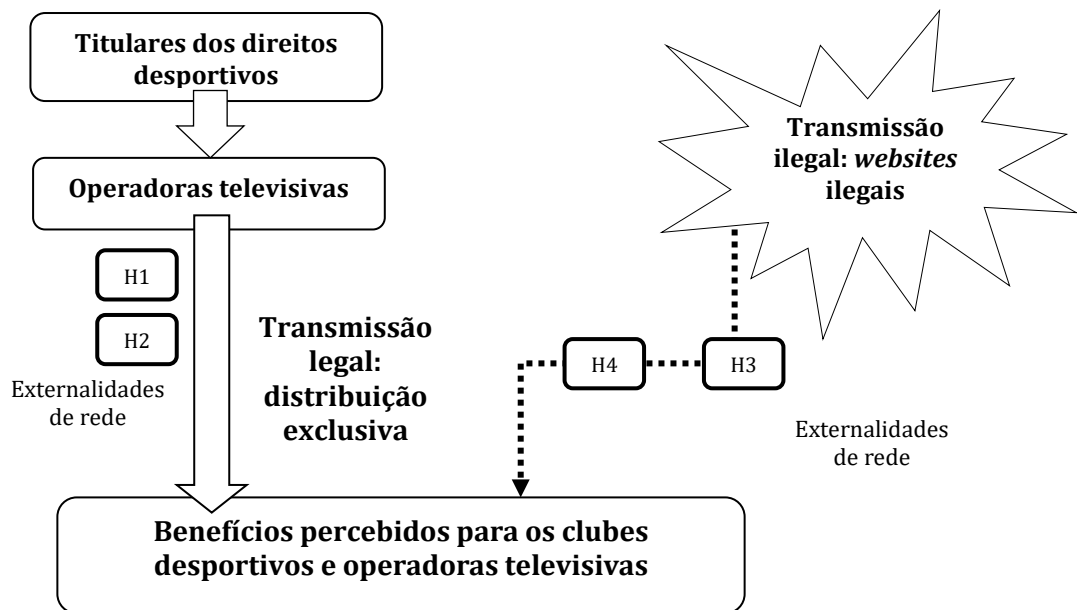 Titulares dos direitos
desportivos
Operadoras televisivas
H1
H2
Externalidades
de rede
Transmissão
legal:
distribuição
exclusiva
Transmissão
ilegal: websites
ilegais
H4
H3
Externalidades
de rede
Benefícios percebidos para os clubes
desportivos e operadoras televisivas